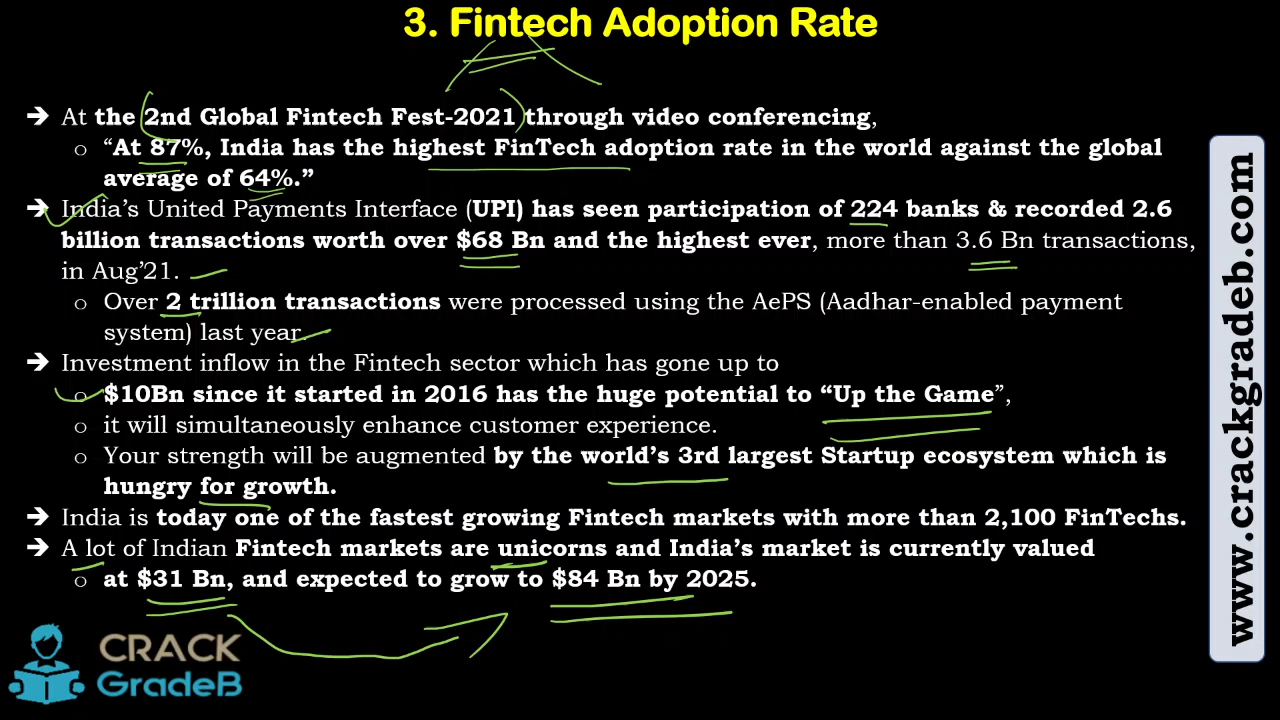 3. Fintech Adoption Rate
➔ At the 2nd Global Fintech Fest-2021 through video conferencing,
o “At 87%, India has the highest FinTech adoption rate in the world against the global
average of 64%.”
➔ India’s United Payments Interface (UPI) has seen participation of 224 banks & recorded 2.6
billion transactions worth over $68 Bn and the highest ever, more than 3.6 Bn transactions,
in Aug’21.
o Over 2 trillion transactions were processed using the AePS (Aadhar-enabled payment
system) last year.
➔ Investment inflow in the Fintech sector which has gone up to
o $10Bn since it started in 2016 has the huge potential to “Up the Game”,
o it will simultaneously enhance customer experience.
o Your strength will be augmented by the world’s 3rd largest Startup ecosystem which is
hungry for growth.
➔ India is today one of the fastest growing Fintech markets with more than 2,100 FinTechs.
➔ A lot of Indian Fintech markets are unicorns and India’s market is currently valued
o at $31 Bn, and expected to grow to $84 Bn by 2025.
CRACK
GradeB
www.crackgradeb.com